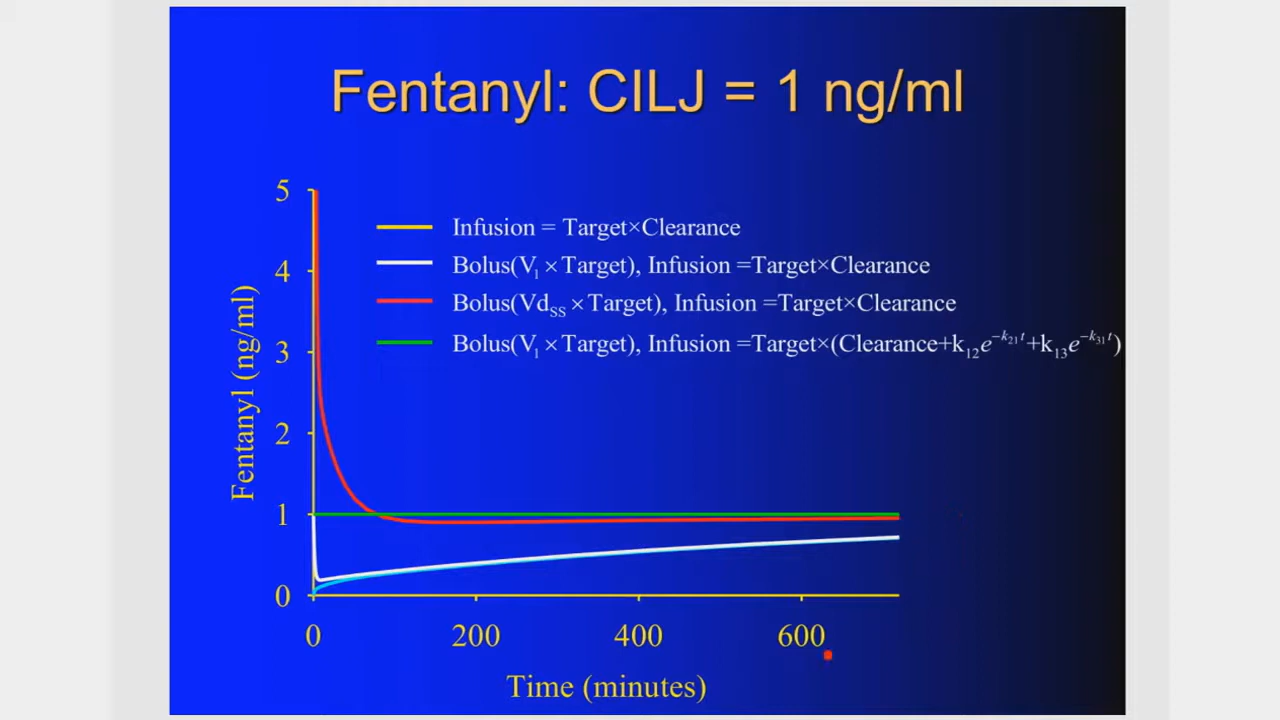 Fentanyl: CILJ = 1 ng/ml
5
4
3
2
1
0
Fentanyl (ng/ml)
Infusion = Target×Clearance
Bolus(V₁ × Target), Infusion =Target×Clearance
Bolus(Vd_SS × Target), Infusion =Target×Clearance
Bolus(V₁ × Target), Infusion =Target×(Clearance+k₁₂e^(−k₂₁t)+k₁₃e^(−k₃₁t))
0 200 400 600
Time (minutes)